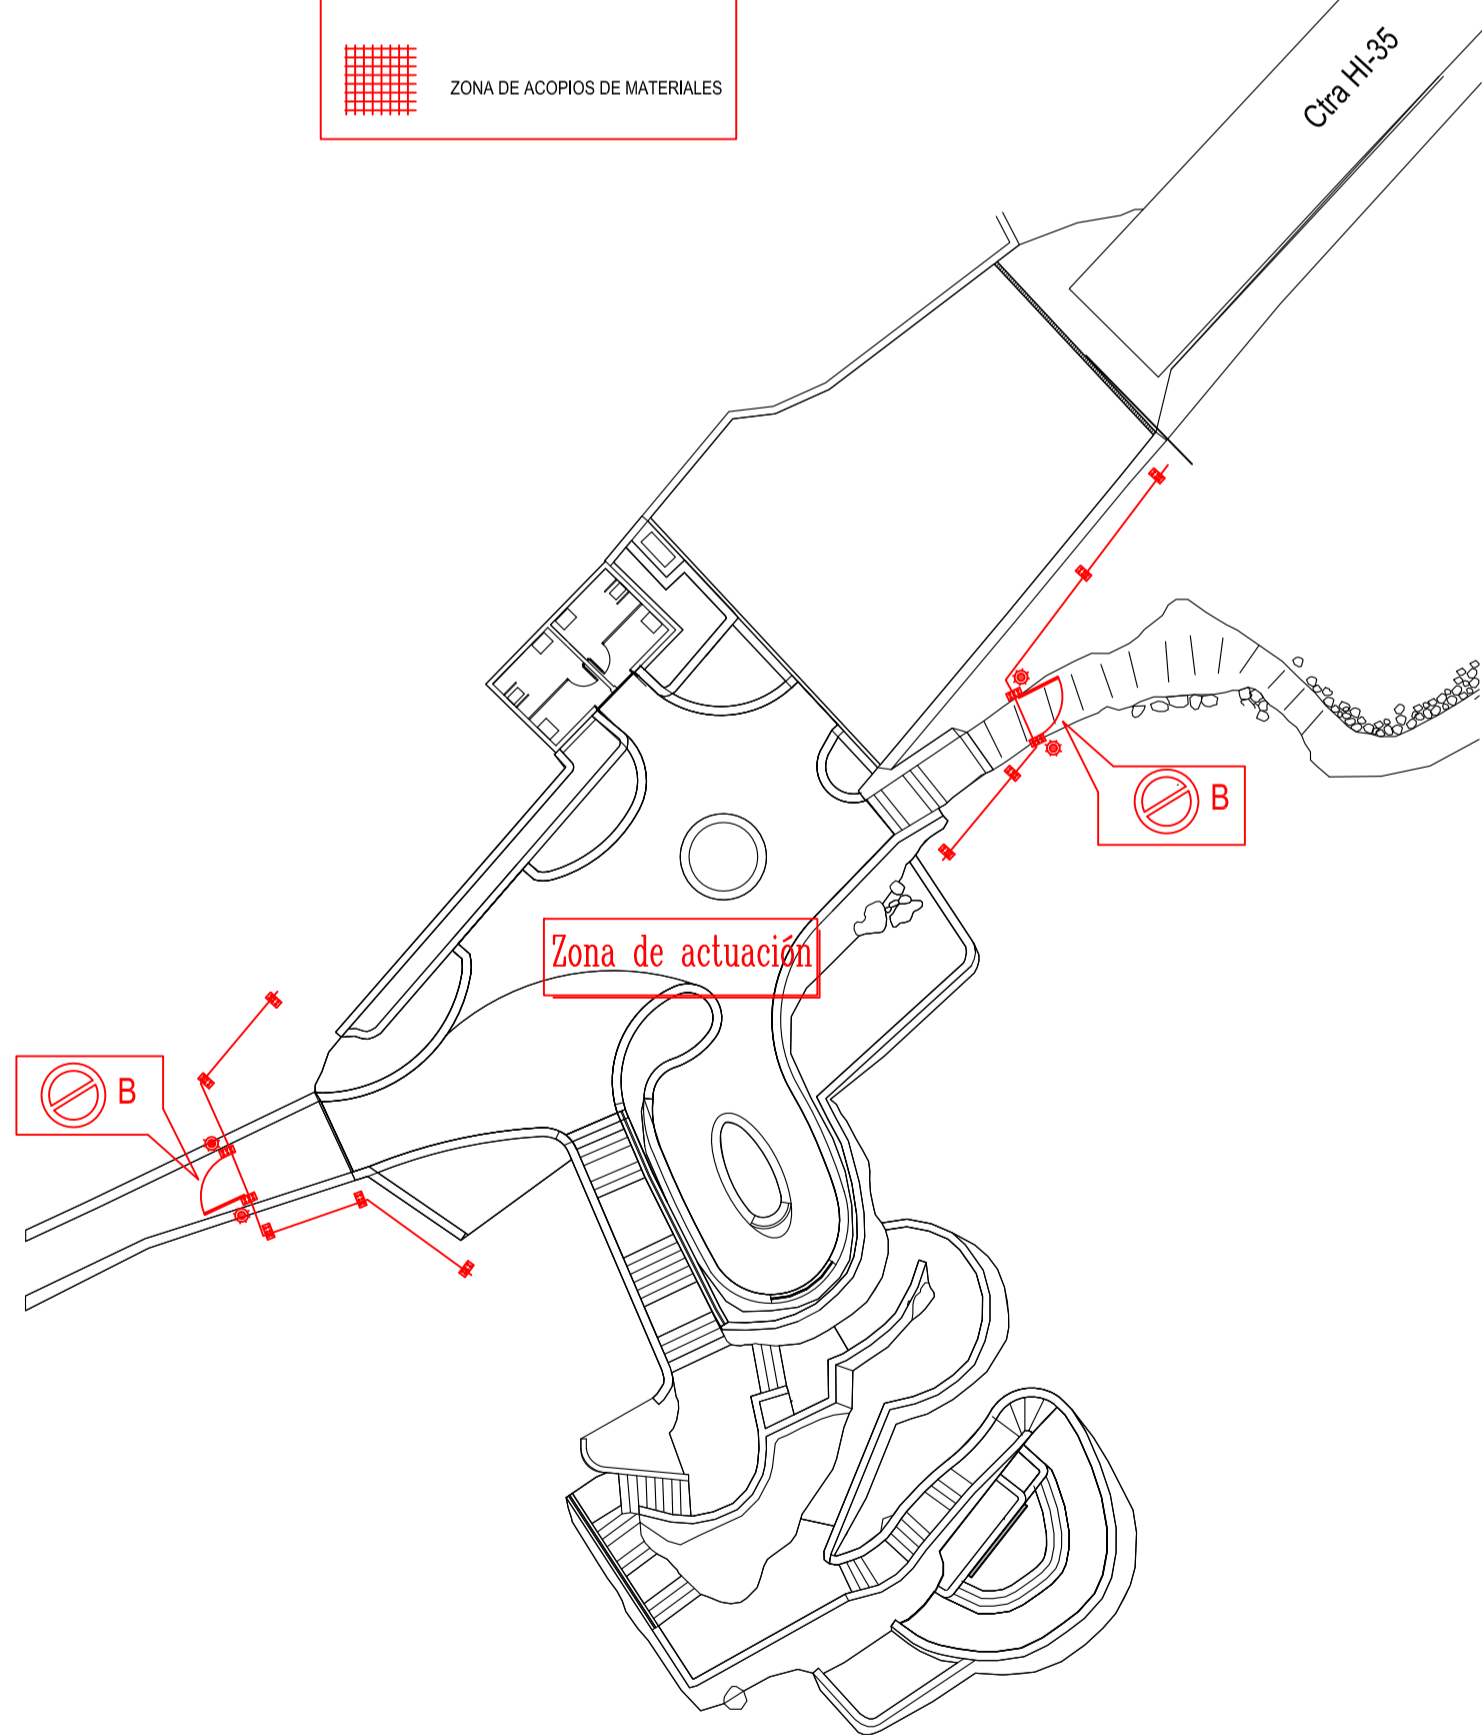 ZONA DE ACOPIOS DE MATERIALES
Ctra HI-35
B
Zona de actuación
B